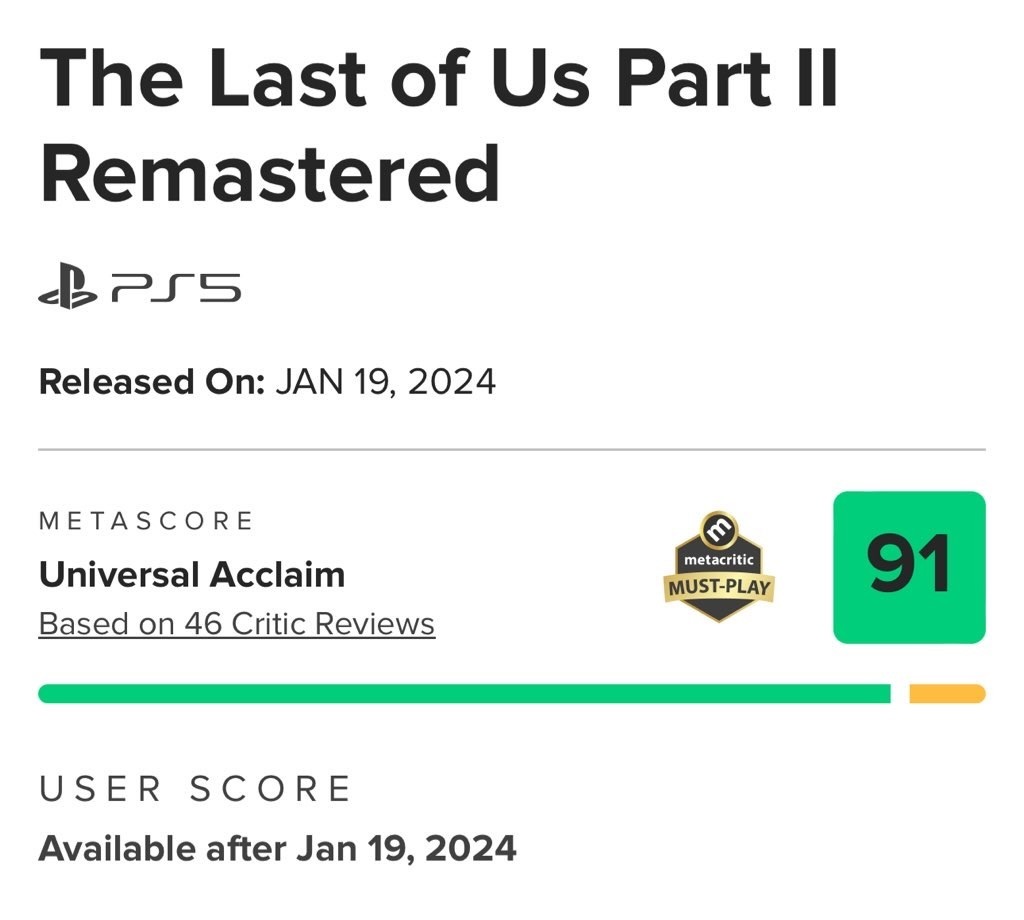 The Last of Us Part II
Remastered
PS5
Released On: JAN 19, 2024
METASCORE
Universal Acclaim
Based on 46 Critic Reviews
m
metacritic
MUST-PLAY
91
USER SCORE
Available after Jan 19, 2024